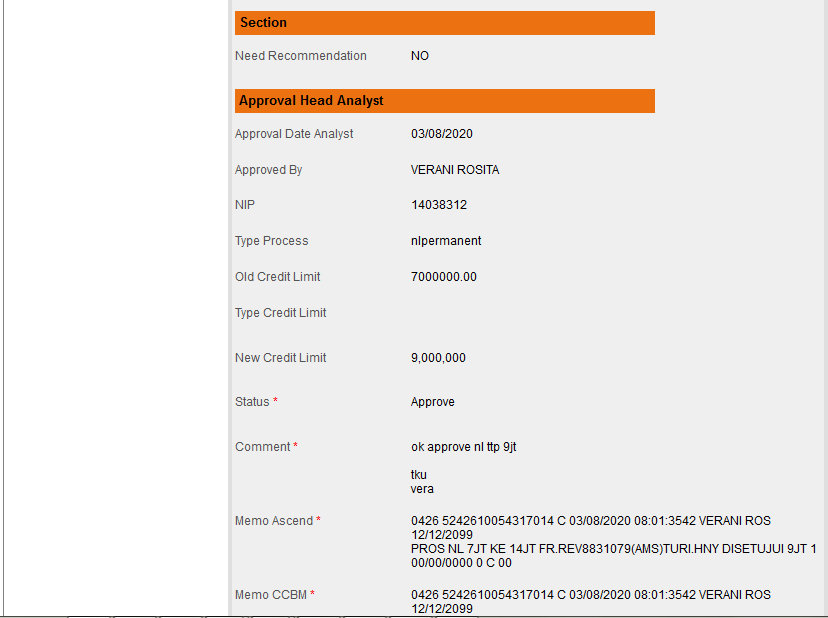 Section
Need Recommendation NO
Approval Head Analyst
Approval Date Analyst 03/08/2020
Approved By VERANI ROSITA
NIP 14038312
Type Process nlpermanent
Old Credit Limit 7000000.00
Type Credit Limit
New Credit Limit 9,000,000
Status * Approve
Comment * ok approve nl ttp 9jt
tku
vera
Memo Ascend * 0426 5242610054317014 C 03/08/2020 08:01:3542 VERANI ROS
12/12/2099
PROS NL 7JT KE 14JT FR.REV8831079(AMS)TURI.HNY DISETUJUI 9JT 1
00/00/0000 0 C 00
Memo CCBM * 0426 5242610054317014 C 03/08/2020 08:01:3542 VERANI ROS
12/12/2099